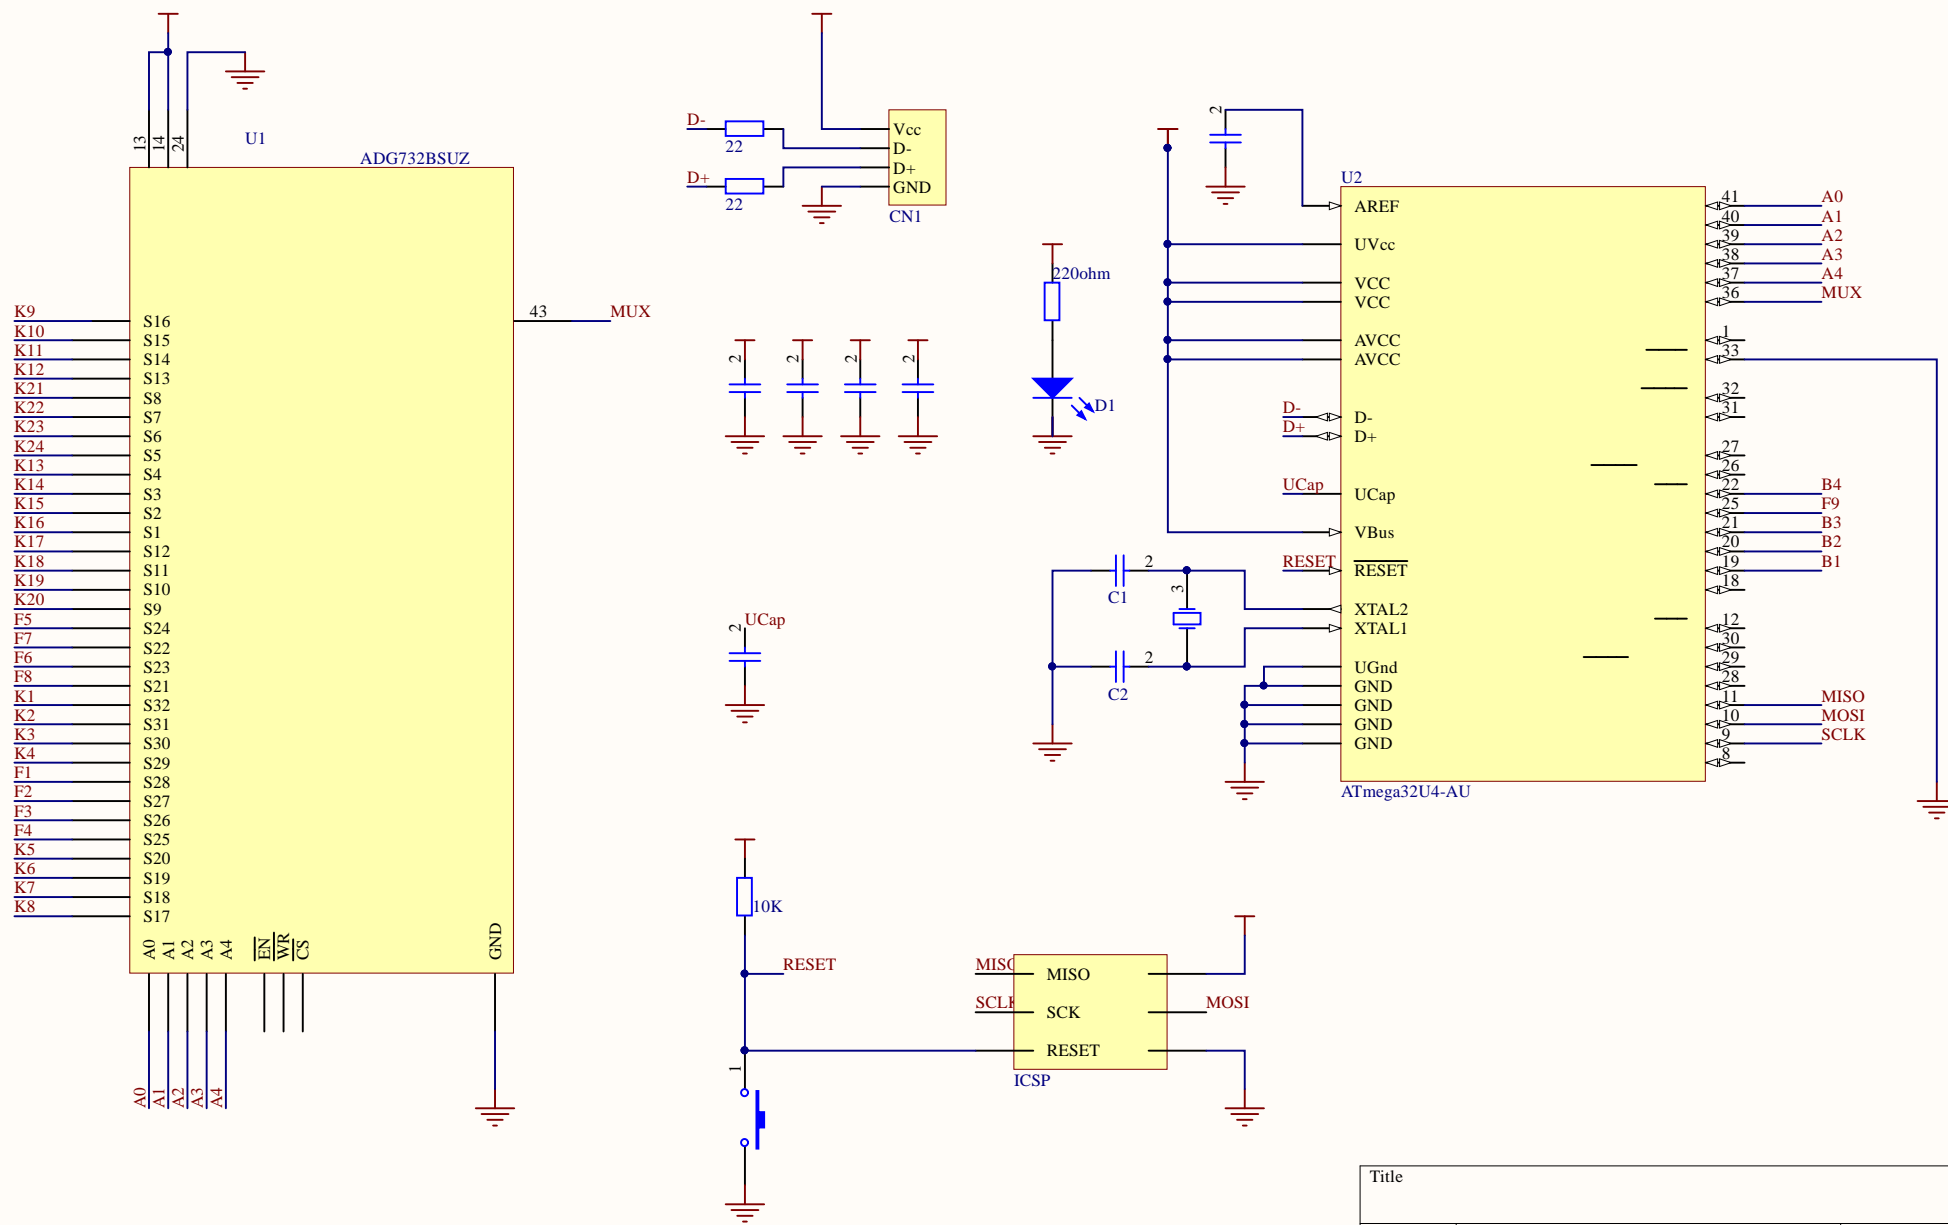 13
14
24
U1
ADG732BSUZ
K9 S16
K10 S15
K11 S14
K12 S13
K21 S8
K22 S7
K23 S6
K24 S5
K13 S4
K14 S3
K15 S2
K16 S1
K17 S12
K18 S11
K19 S10
K20 S9
F5 S24
F7 S22
F6 S23
F8 S21
K1 S32
K2 S31
K3 S30
K4 S29
F1 S28
F2 S27
F3 S26
F4 S25
K5 S20
K6 S19
K7 S18
K8 S17
43 MUX
A0 A1 A2 A3 A4 EN WR CS GND
A0 A1 A2 A3 A4
D- 22
D+ 22
Vcc
D-
D+
GND
CN1
220ohm
D1
2 2 2 2
2 UCap
2
C1
3
2
C2
10K
RESET
1
MISO MISO
SCLK SCK MOSI
RESET
ICSP
2
U2
AREF
UVcc
VCC
VCC
AVCC
AVCC
D- D-
D+ D+
UCap UCap
VBus
RESET RESET
XTAL2
XTAL1
UGnd
GND
GND
GND
GND
ATmega32U4-AU
41 A0
40 A1
39 A2
38 A3
37 A4
36 MUX
1
33
32
31
27
26
22 B4
25 F9
21 B3
20 B2
19 B1
18
12
30
29
28
11 MISO
10 MOSI
9 SCLK
8
Title